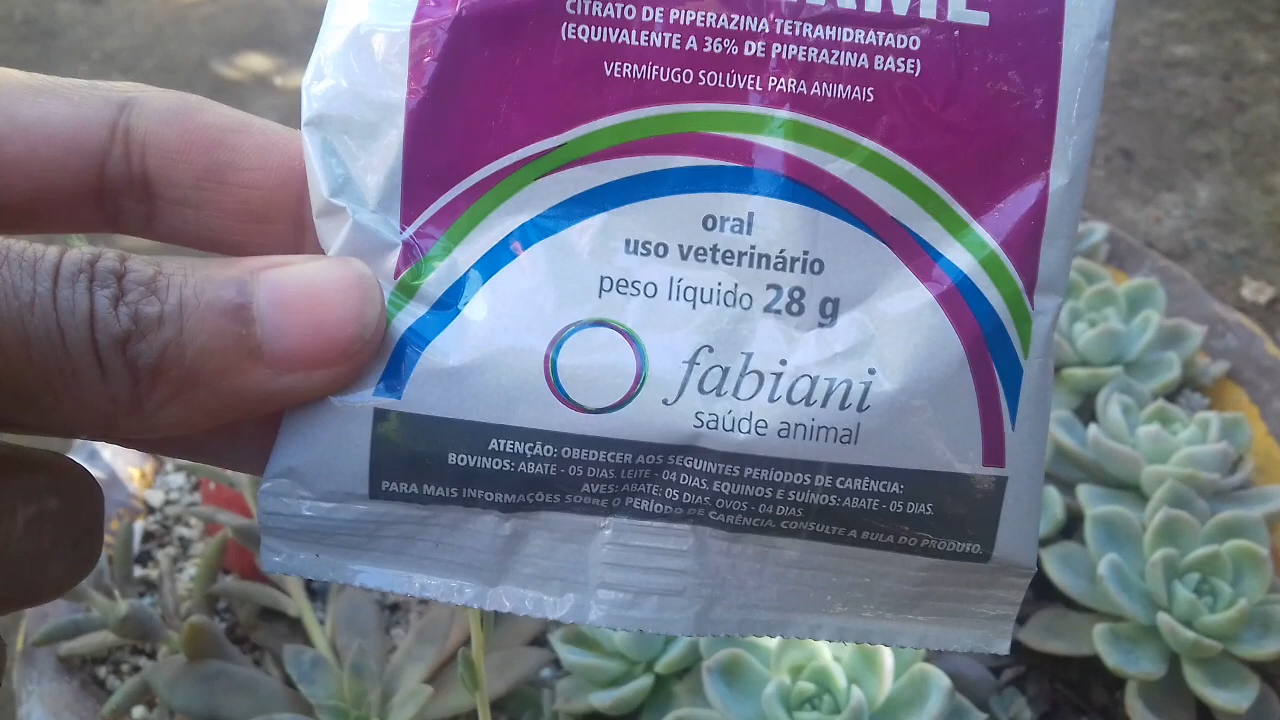 CITRATO DE PIPERAZINA TETRAHIDRATADO
(EQUIVALENTE A 36% DE PIPERAZINA BASE)
VERMÍFUGO SOLÚVEL PARA ANIMAIS
oral
uso veterinário
peso líquido 28 g
fabiani
saúde animal
ATENÇÃO: OBEDECER AOS SEGUINTES PERÍODOS DE CARÊNCIA:
BOVINOS: ABATE - 05 DIAS. LEITE - 04 DIAS. EQUINOS E SUÍNOS: ABATE - 05 DIAS.
AVES: ABATE: 05 DIAS. OVOS - 04 DIAS.
PARA MAIS INFORMAÇÕES SOBRE O PERÍODO DE CARÊNCIA, CONSULTE A BULA DO PRODUTO.